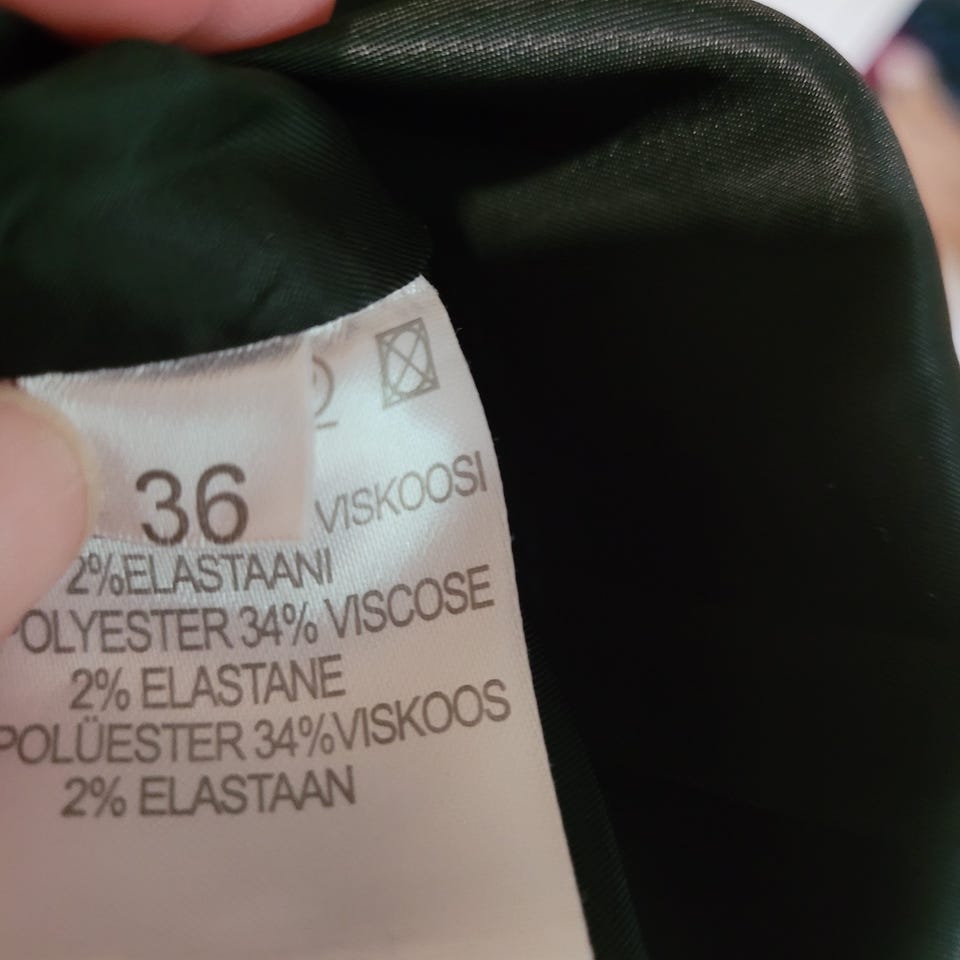 36
VISKOOSI
2%ELASTAANI
POLYESTER 34% VISCOSE
2% ELASTANE
POLÜESTER 34%VISKOOS
2% ELASTAAN